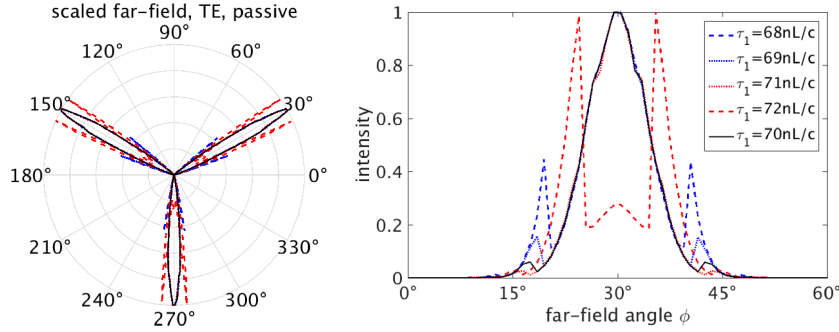 scaled far-field, TE, passive
90°
120°
60°
150°
30°
180°
0°
210°
330°
240°
300°
270°
1
0.8
0.6
0.4
0.2
0
intensity
0°
15°
30°
45°
60°
far-field angle ϕ
τ₁=68nL/c
τ₁=69nL/c
τ₁=71nL/c
τ₁=72nL/c
τ₁=70nL/c